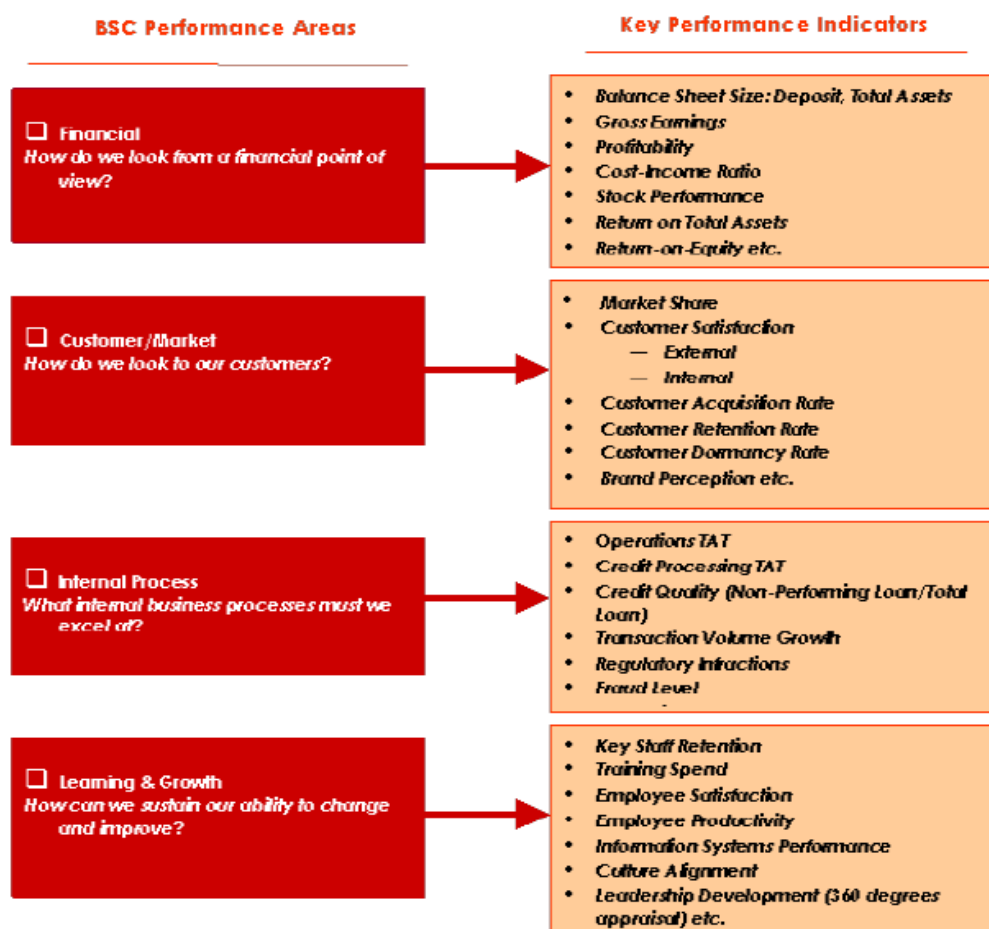 BSC Performance Areas
Key Performance Indicators
❑ Financial
How do we look from a financial point of
view?
• Balance Sheet Size: Deposit, Total Assets
• Gross Earnings
• Profitability
• Cost-Income Ratio
• Stock Performance
• Return on Total Assets
• Return-on-Equity etc.
❑ Customer/Market
How do we look to our customers?
• Market Share
• Customer Satisfaction
— External
— Internal
• Customer Acquisition Rate
• Customer Retention Rate
• Customer Dormancy Rate
• Brand Perception etc.
❑ Internal Process
What internal business processes must we
excel at?
• Operations TAT
• Credit Processing TAT
• Credit Quality (Non-Performing Loan/Total
Loan)
• Transaction Volume Growth
• Regulatory Infractions
• Fraud Level
❑ Learning & Growth
How can we sustain our ability to change
and improve?
• Key Staff Retention
• Training Spend
• Employee Satisfaction
• Employee Productivity
• Information Systems Performance
• Culture Alignment
• Leadership Development (360 degrees
appraisal) etc.